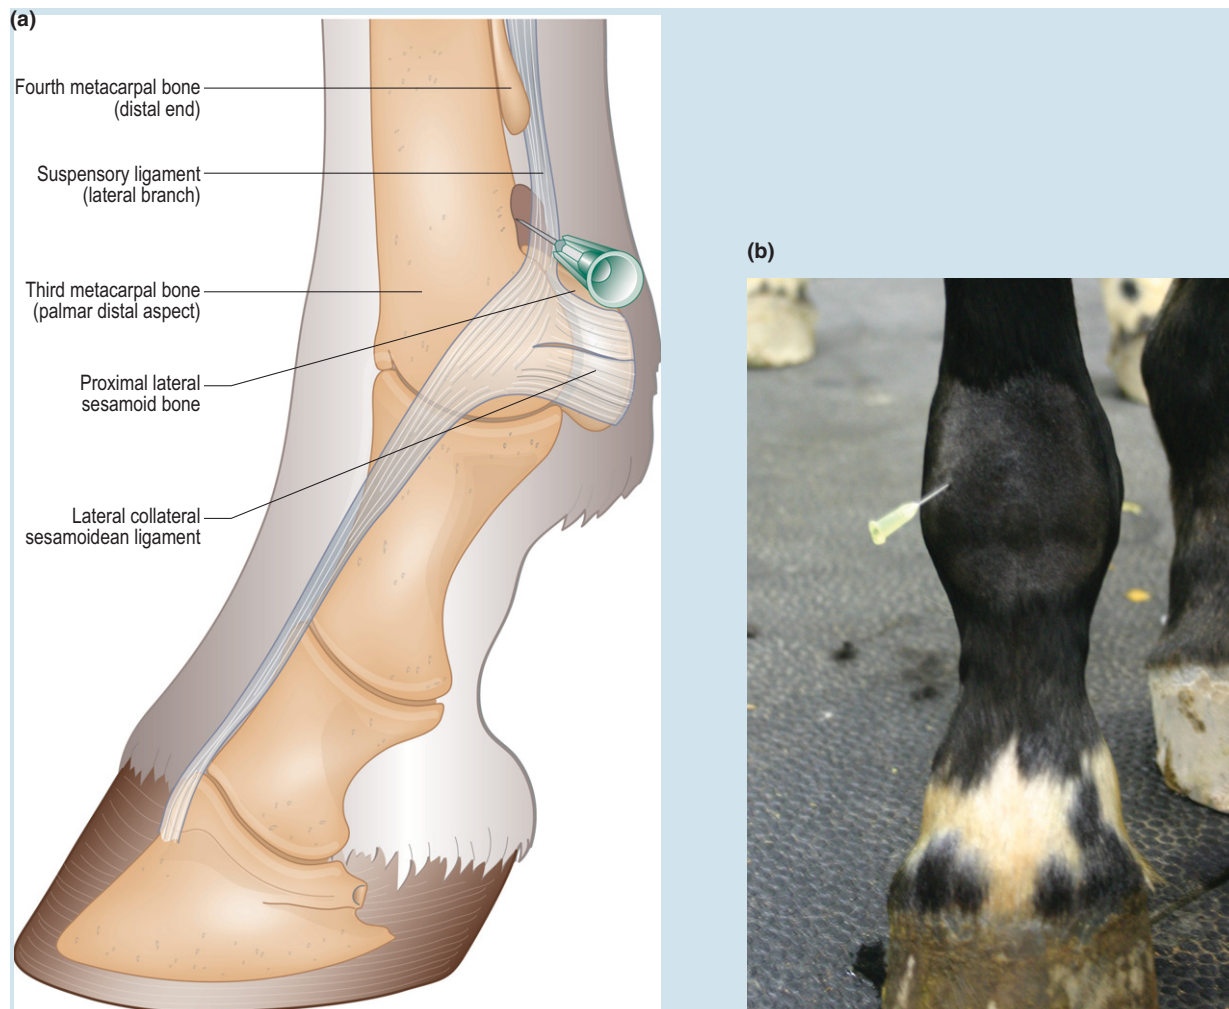 (a)
Fourth metacarpal bone
(distal end)
Suspensory ligament
(lateral branch)
Third metacarpal bone
(palmar distal aspect)
Proximal lateral
sesamoid bone
Lateral collateral
sesamoidean ligament
(b)